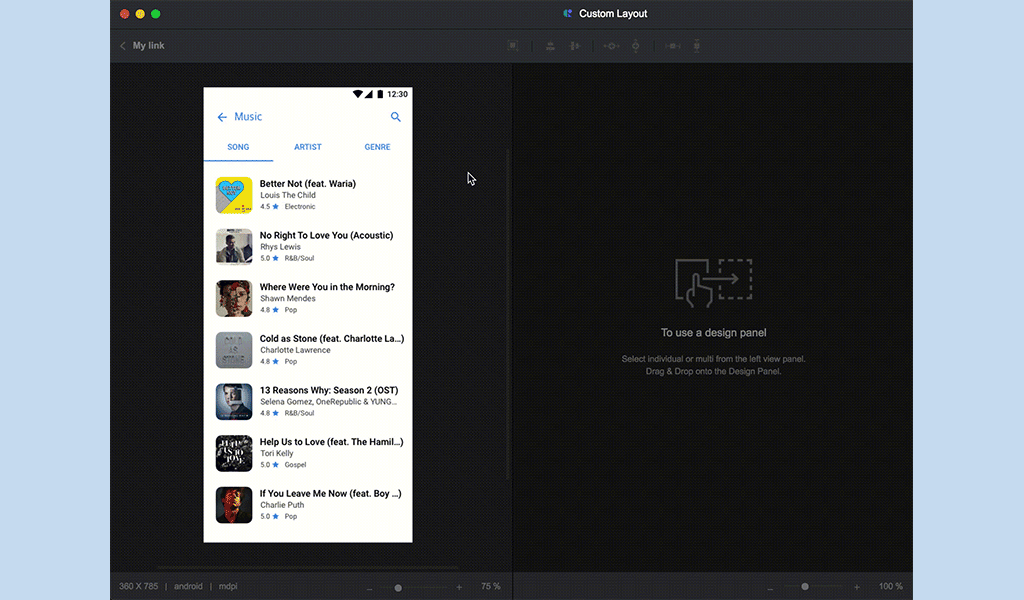 Custom Layout
My link
12:30
Music
SONG ARTIST GENRE
Better Not (feat. Waria)
Louis The Child
4.5 ★ Electronic
No Right To Love You (Acoustic)
Rhys Lewis
5.0 ★ R&B/Soul
Where Were You in the Morning?
Shawn Mendes
4.8 ★ Pop
Cold as Stone (feat. Charlotte La...)
Charlotte Lawrence
4.8 ★ Pop
13 Reasons Why: Season 2 (OST)
Selena Gomez, OneRepublic & YUNG...
4.8 ★ R&B/Soul
Help Us to Love (feat. The Hamil...)
Tori Kelly
5.0 ★ Gospel
If You Leave Me Now (feat. Boy ...)
Charlie Puth
5.0 ★ Pop
To use a design panel
Select individual or multi from the left view panel.
Drag & Drop onto the Design Panel.
360 X 785 | android | mdpi
75 %
100 %